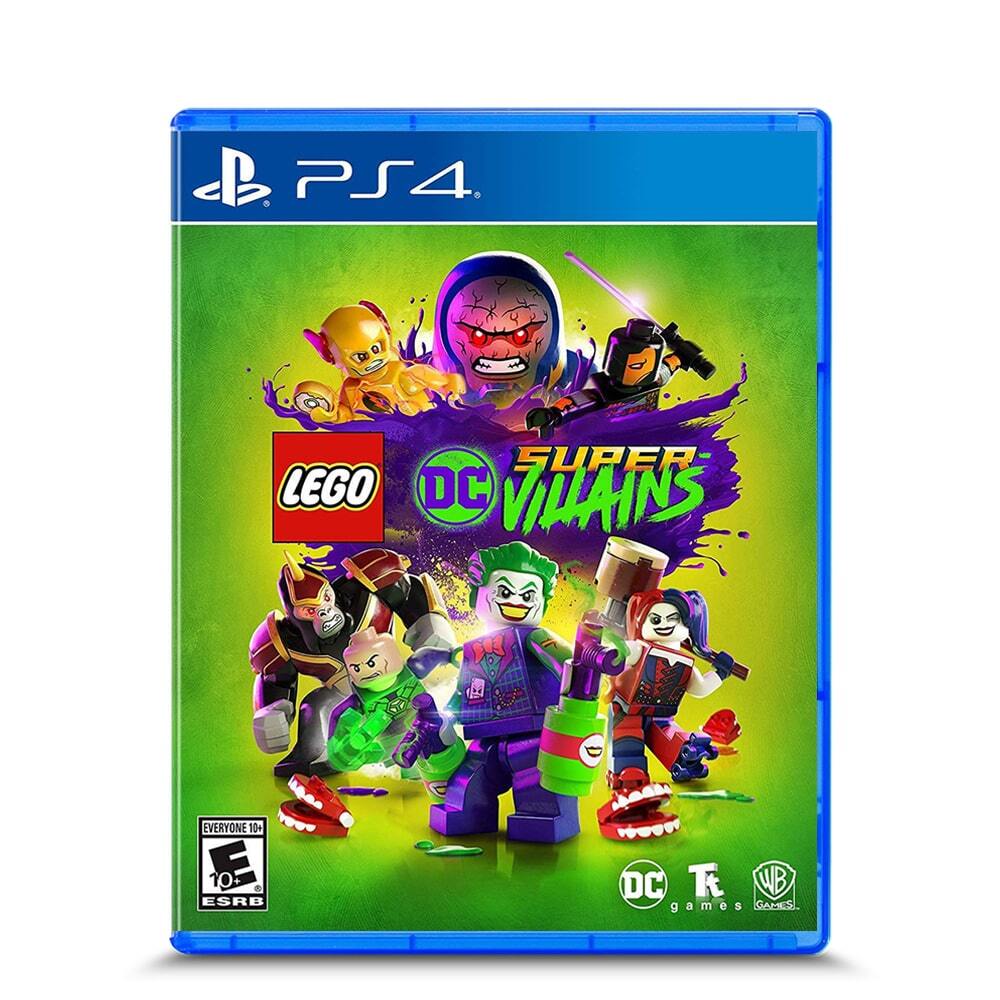 PS4
LEGO DC SUPER-VILLAINS
EVERYONE 10+
E
10+
ESRB
DC
Tt
games
WB
GAMES